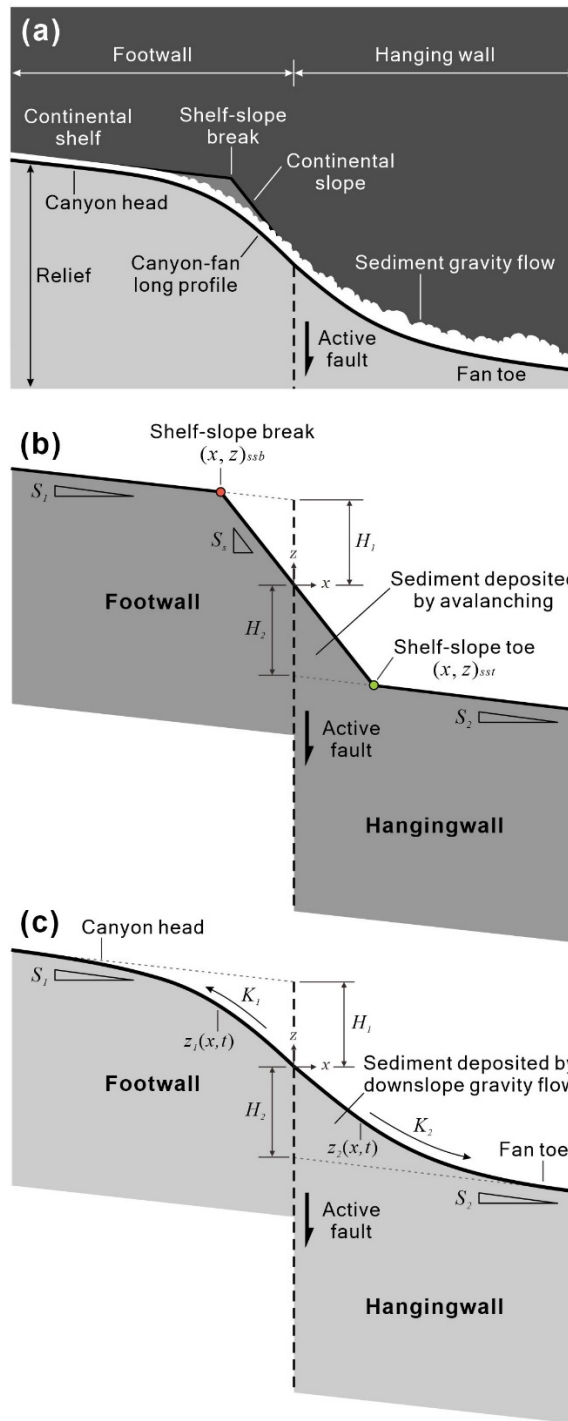 (a)
Footwall
Hanging wall
Continental
shelf
Shelf-slope
break
Continental
slope
Canyon head
Relief
Canyon-fan
long profile
Sediment gravity flow
Active
fault
Fan toe
(b)
Shelf-slope break
(x, z)ssb
S1
Ss
H1
z
x
Footwall
H2
Sediment deposited
by avalanching
Shelf-slope toe
(x, z)sst
Active
fault
S2
Hangingwall
(c)
Canyon head
S1
K1
H1
z1(x,t)
z
x
Footwall
Sediment deposited by
downslope gravity flow
H2
K2
z2(x,t)
Fan toe
S2
Active
fault
Hangingwall